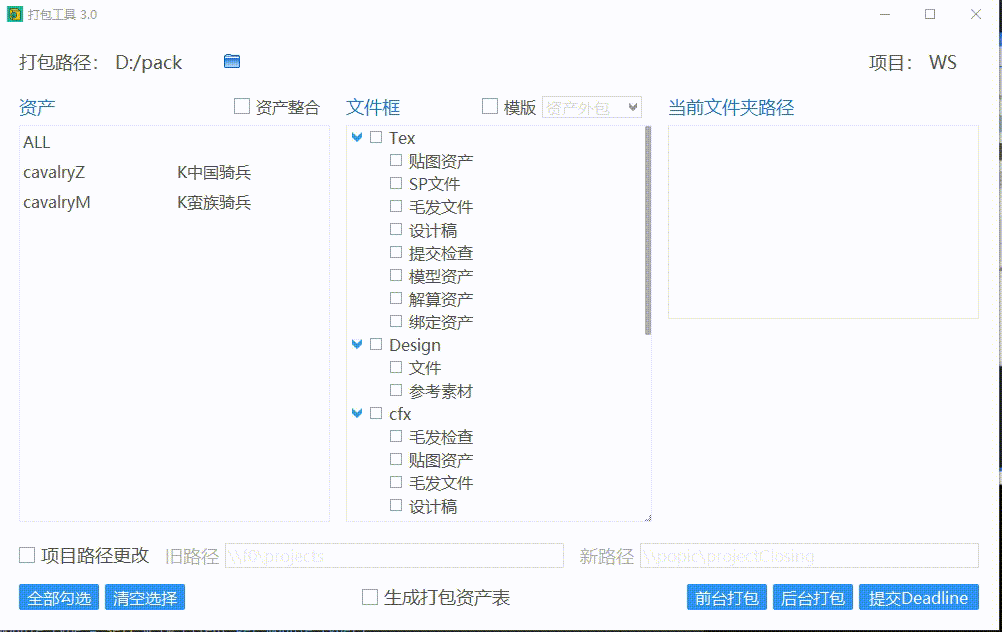 打包工具 3.0
打包路径： D:/pack 项目： WS
资产 资产整合 文件框 模版 资产外包 当前文件夹路径
ALL
cavalryZ K中国骑兵
cavalryM K蛮族骑兵
Tex
贴图资产
SP文件
毛发文件
设计稿
提交检查
模型资产
解算资产
绑定资产
Design
文件
参考素材
cfx
毛发检查
贴图资产
毛发文件
设计稿
项目路径更改 旧路径 \\f0\projects 新路径 \\popic\projectClosing
全部勾选 清空选择 生成打包资产表 前台打包 后台打包 提交Deadline